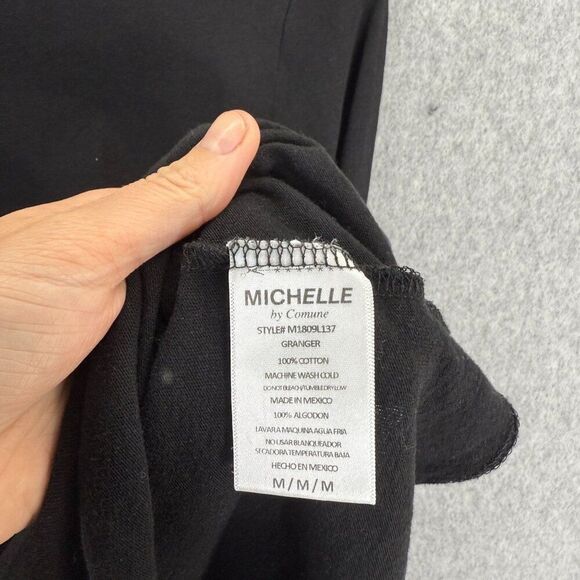 MICHELLE
by Comune
STYLE# M1809L137
GRANGER
100% COTTON
MACHINE WASH COLD
DO NOT BLEACH/TUMBLE DRY LOW
MADE IN MEXICO
100% ALGODON
LAVAR A MAQUINA AGUA FRIA
NO USAR BLANQUEADOR
SECADORA TEMPERATURA BAJA
HECHO EN MEXICO
M/M/M